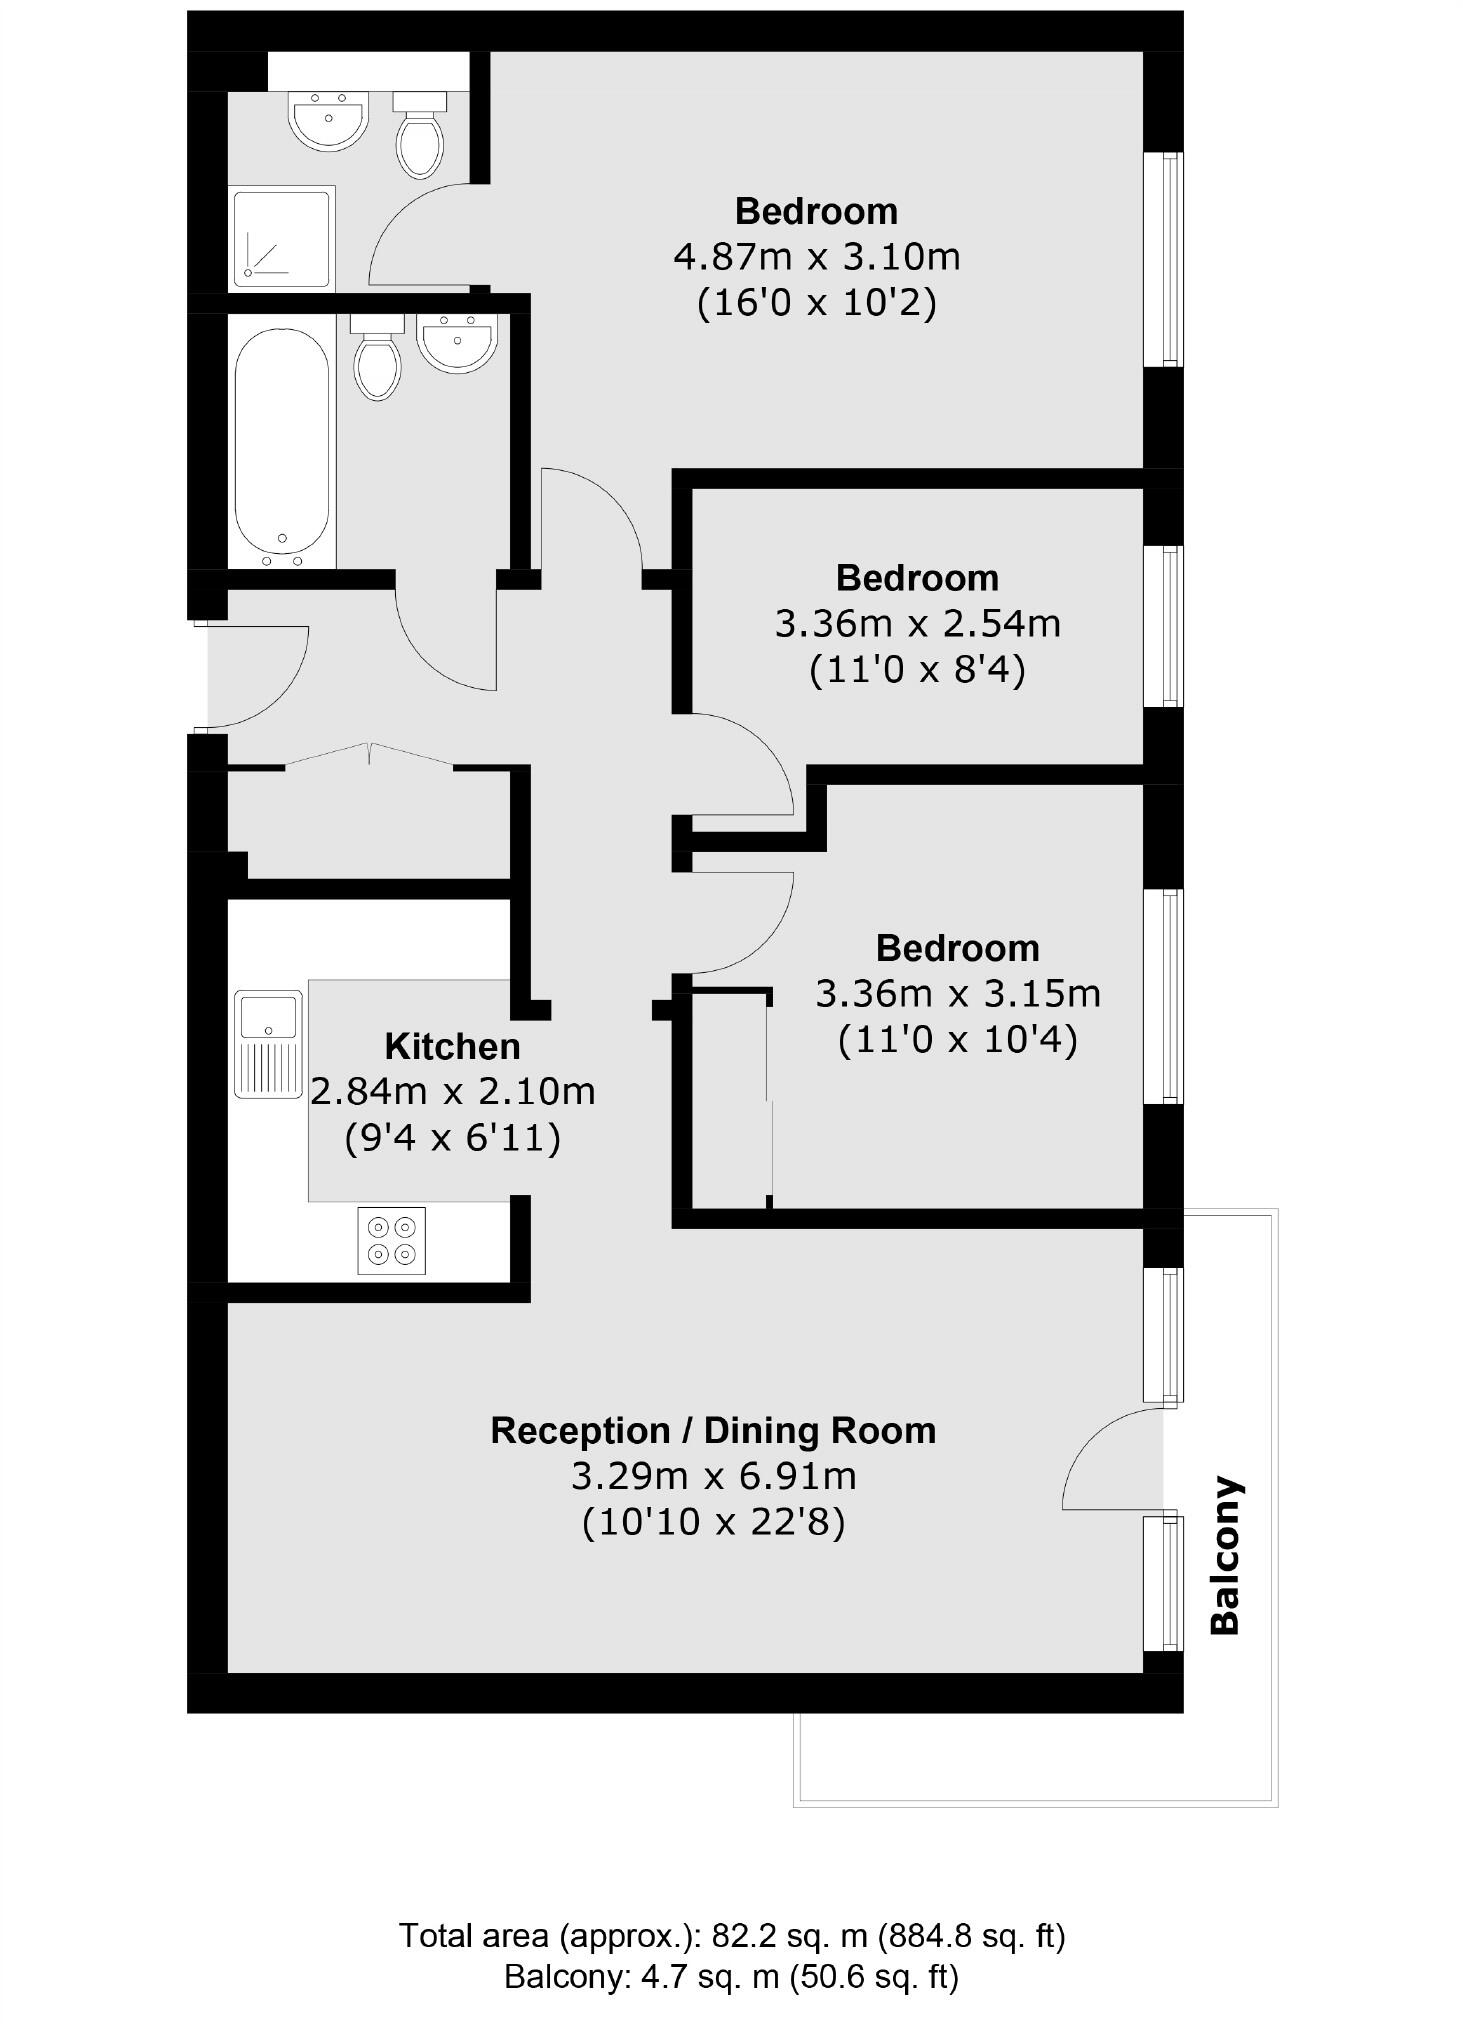 Bedroom
4.87m x 3.10m
(16'0 x 10'2)
Bedroom
3.36m x 2.54m
(11'0 x 8'4)
Bedroom
3.36m x 3.15m
(11'0 x 10'4)
Kitchen
2.84m x 2.10m
(9'4 x 6'11)
Reception / Dining Room
3.29m x 6.91m
(10'10 x 22'8)
Balcony
Total area (approx.): 82.2 sq. m (884.8 sq. ft)
Balcony: 4.7 sq. m (50.6 sq. ft)